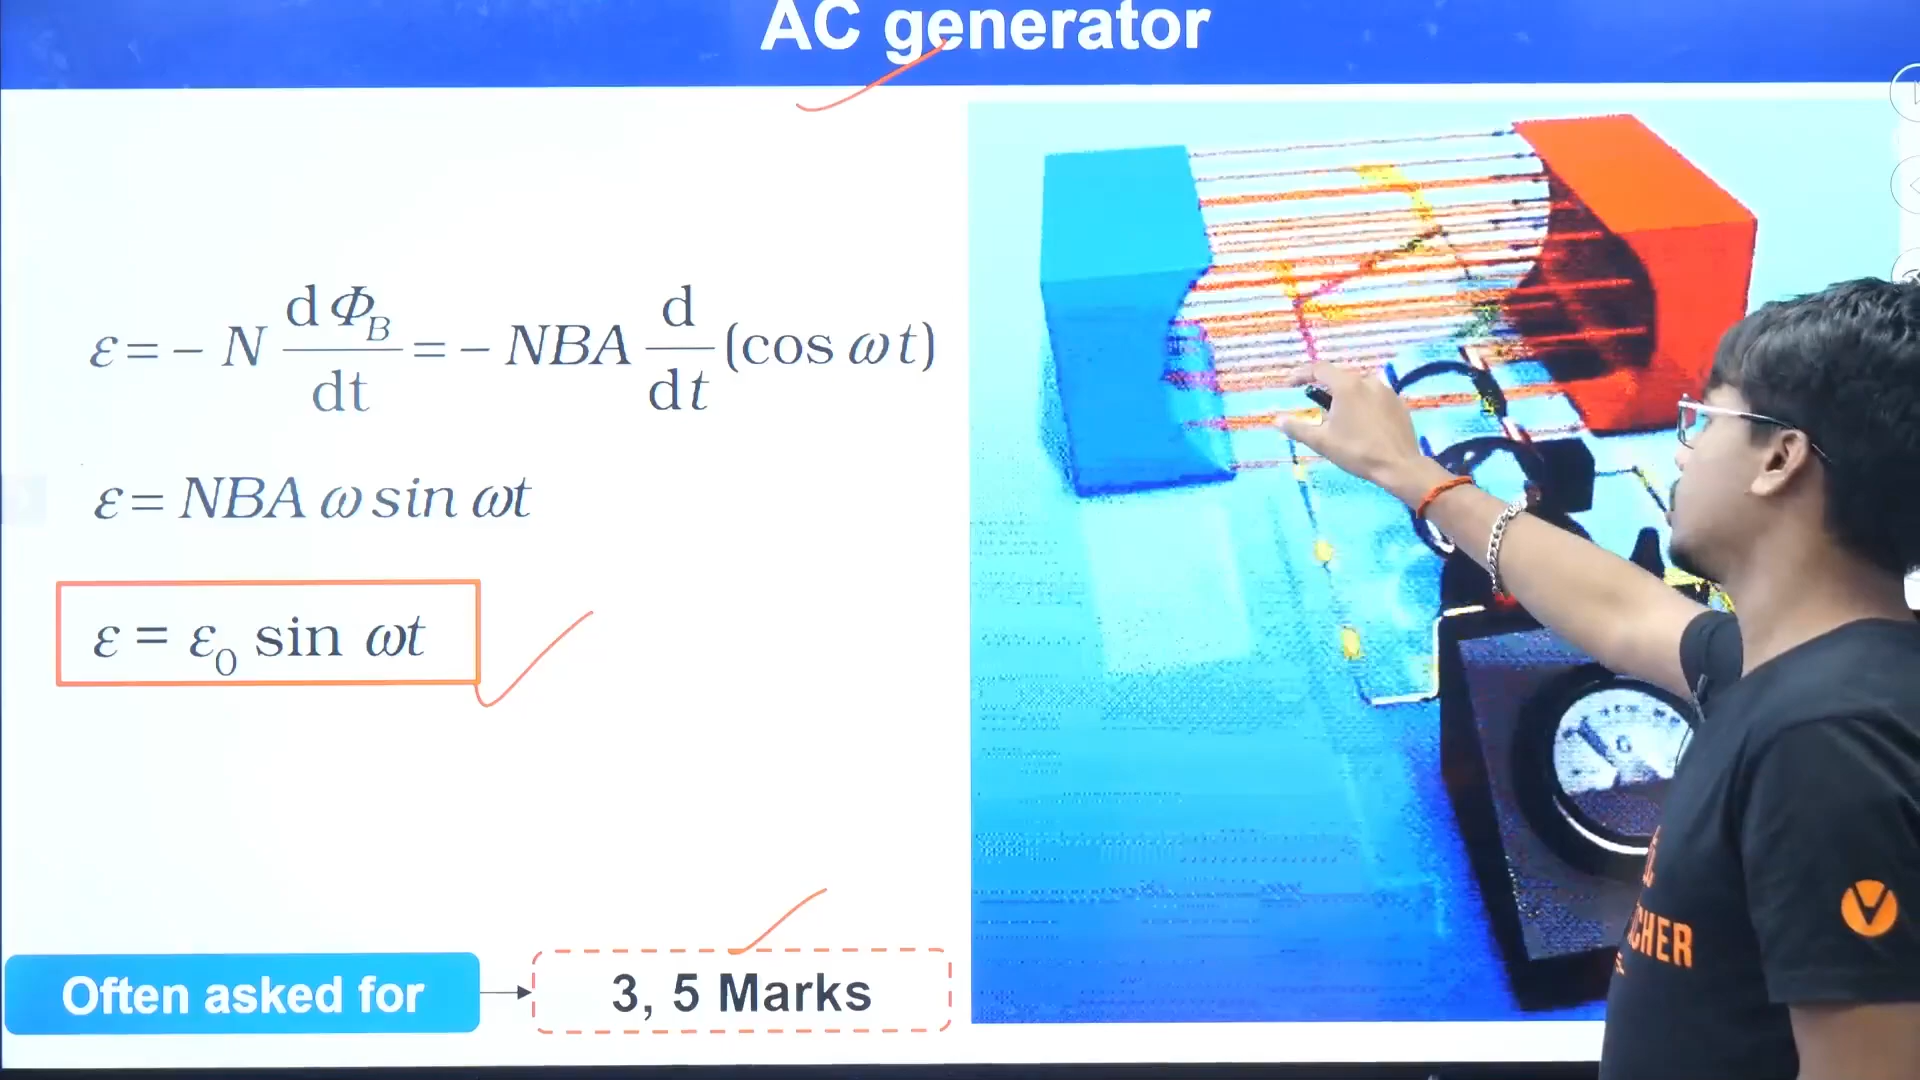 AC generator
ε = – N dΦ_B/dt = – NBA d/dt (cos ωt)
ε = NBA ω sin ωt
ε = ε₀ sin ωt
Often asked for
3, 5 Marks
G